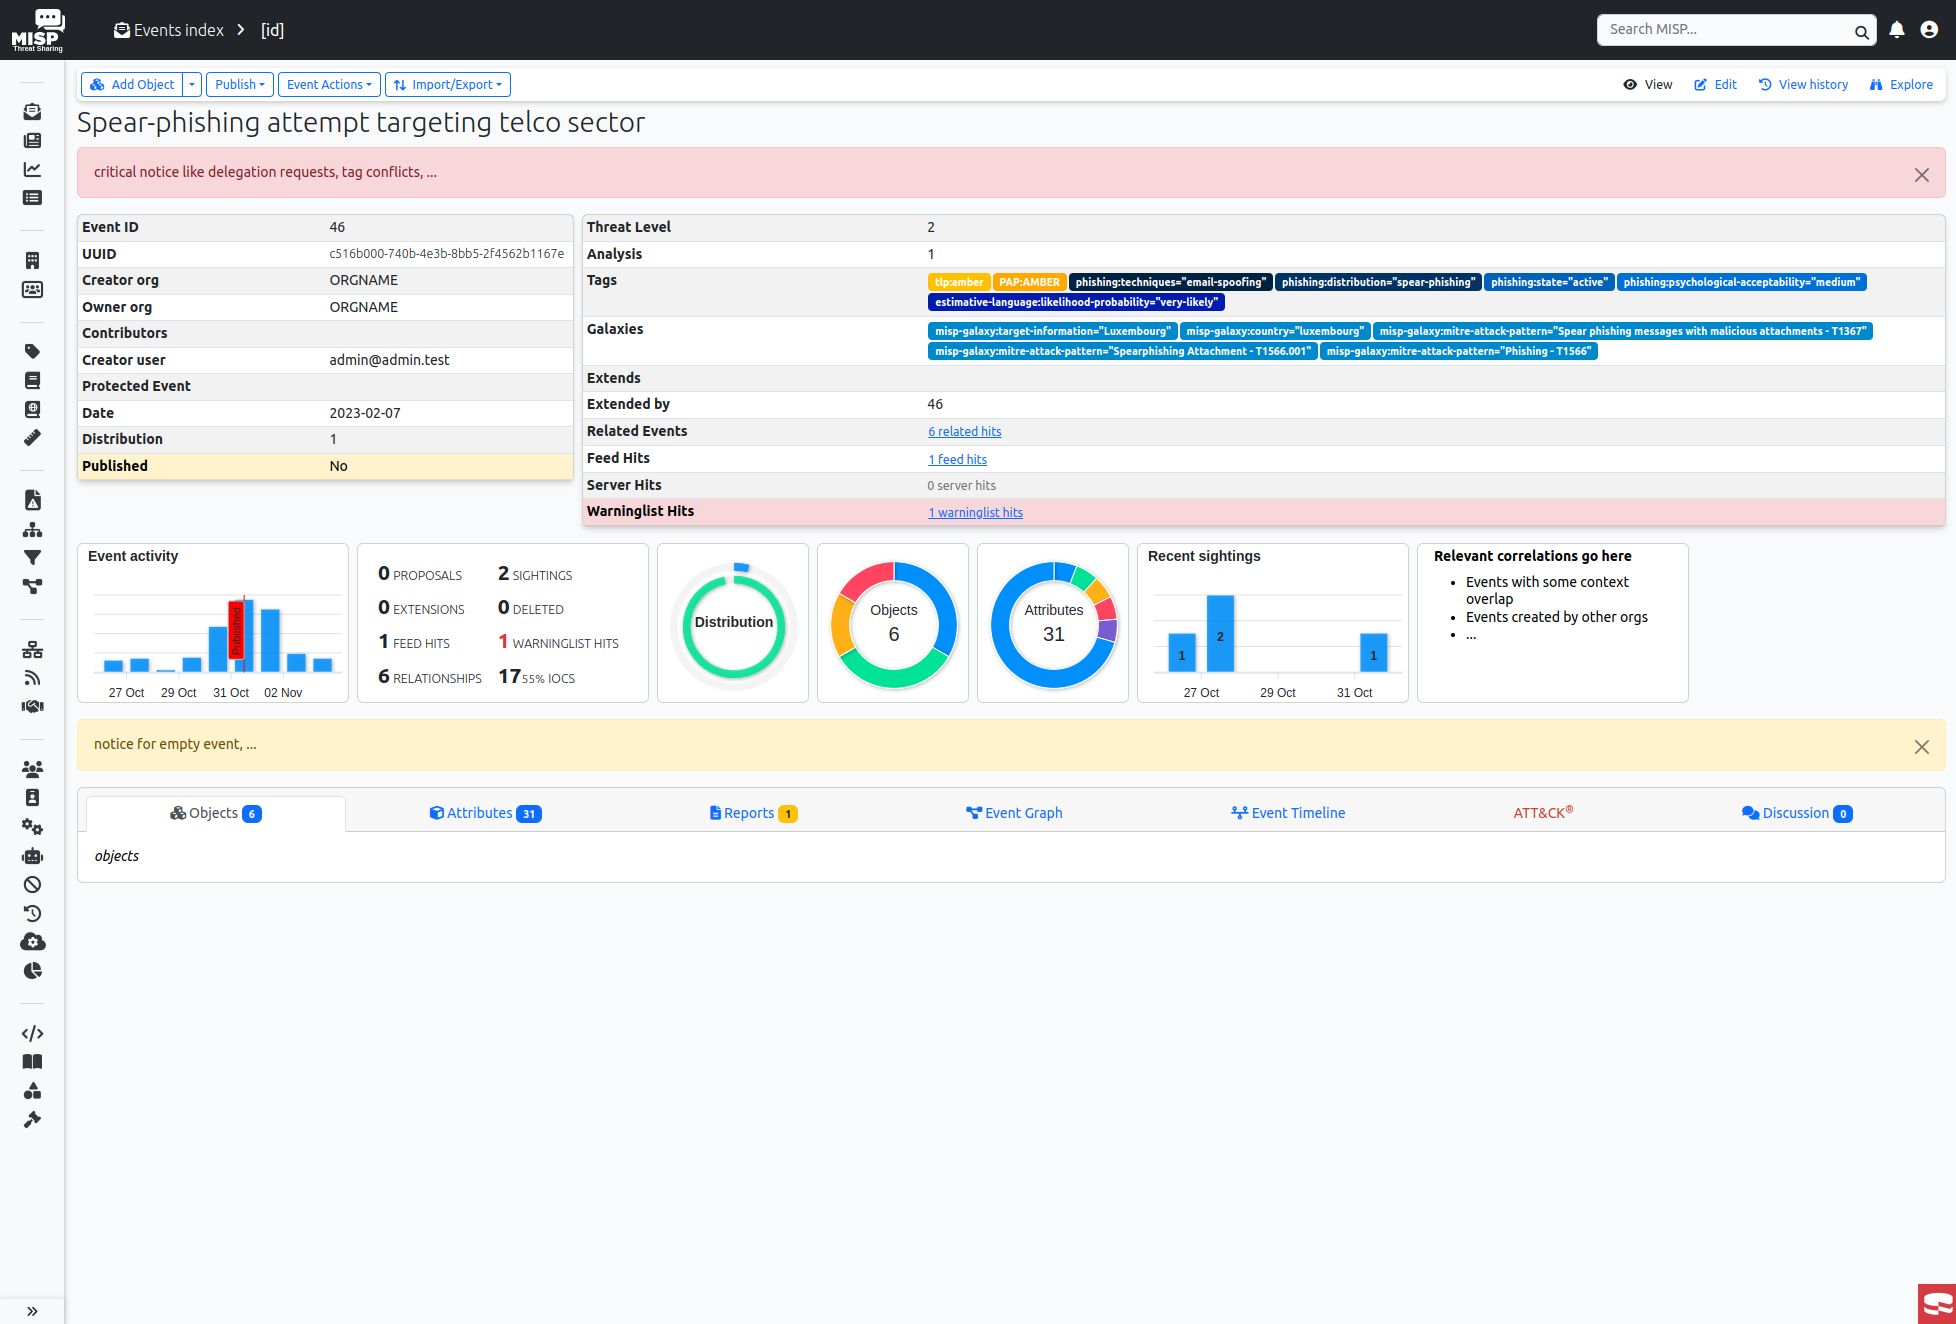 MISP
Threat Sharing
Events index
[id]
Search MISP...
Add Object
Publish
Event Actions
Import/Export
View
Edit
View history
Explore
Spear-phishing attempt targeting telco sector
critical notice like delegation requests, tag conflicts, ...
Event ID 46
UUID c516b000-740b-4e3b-8bb5-2f4562b1167e
Creator org ORGNAME
Owner org ORGNAME
Contributors
Creator user admin@admin.test
Protected Event
Date 2023-02-07
Distribution 1
Published No
Threat Level 2
Analysis 1
Tags tlp:amber PAP:AMBER phishing:techniques="email-spoofing" phishing:distribution="spear-phishing" phishing:state="active" phishing:psychological-acceptability="medium"
estimative-language:likelihood-probability="very-likely"
Galaxies misp-galaxy:target-information="Luxembourg" misp-galaxy:country="luxembourg" misp-galaxy:mitre-attack-pattern="Spear phishing messages with malicious attachments - T1367"
misp-galaxy:mitre-attack-pattern="Spearphishing Attachment - T1566.001" misp-galaxy:mitre-attack-pattern="Phishing - T1566"
Extends
Extended by 46
Related Events 6 related hits
Feed Hits 1 feed hits
Server Hits 0 server hits
Warninglist Hits 1 warninglist hits
Event activity
Published
27 Oct 29 Oct 31 Oct 02 Nov
0 PROPOSALS 2 SIGHTINGS
0 EXTENSIONS 0 DELETED
1 FEED HITS 1 WARNINGLIST HITS
6 RELATIONSHIPS 17 55% IOCS
Distribution
Objects
6
Attributes
31
Recent sightings
1 2 1
27 Oct 29 Oct 31 Oct
Relevant correlations go here
• Events with some context
overlap
• Events created by other orgs
• ...
notice for empty event, ...
Objects 6
Attributes 31
Reports 1
Event Graph
Event Timeline
ATT&CK®
Discussion 0
objects